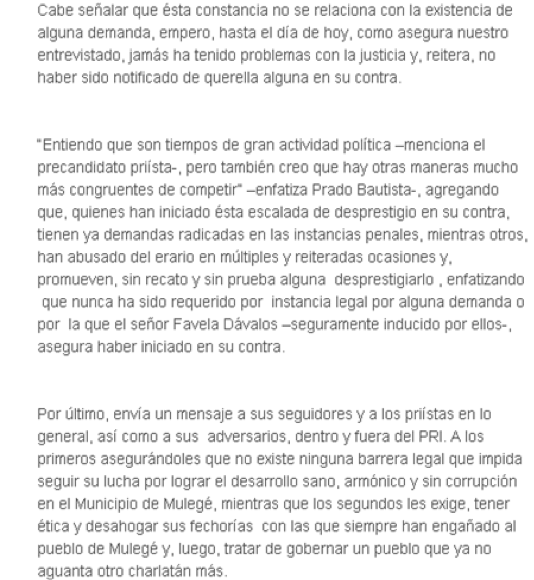 Cabe señalar que ésta constancia no se relaciona con la existencia de
alguna demanda, empero, hasta el día de hoy, como asegura nuestro
entrevistado, jamás ha tenido problemas con la justicia y, reitera, no
haber sido notificado de querella alguna en su contra.
"Entiendo que son tiempos de gran actividad política –menciona el
precandidato priísta-, pero también creo que hay otras maneras mucho
más congruentes de competir" –enfatiza Prado Bautista-, agregando
que, quienes han iniciado ésta escalada de desprestigio en su contra,
tienen ya demandas radicadas en las instancias penales, mientras otros,
han abusado del erario en múltiples y reiteradas ocasiones y,
promueven, sin recato y sin prueba alguna  desprestigiarlo , enfatizando
que nunca ha sido requerido por  instancia legal por alguna demanda o
por  la que el señor Favela Dávalos –seguramente inducido por ellos-,
asegura haber iniciado en su contra.
Por último, envía un mensaje a sus seguidores y a los priístas en lo
general, así como a sus  adversarios, dentro y fuera del PRI. A los
primeros asegurándoles que no existe ninguna barrera legal que impida
seguir su lucha por lograr el desarrollo sano, armónico y sin corrupción
en el Municipio de Mulegé, mientras que los segundos les exige, tener
ética y desahogar sus fechorías  con las que siempre han engañado al
pueblo de Mulegé y, luego, tratar de gobernar un pueblo que ya no
aguanta otro charlatán más.